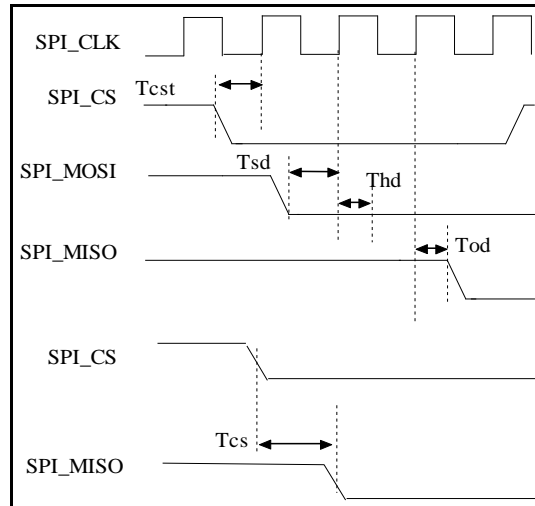 SPI_CLK
SPI_CS
Tcst
SPI_MOSI
Tsd
Thd
SPI_MISO
Tod
SPI_CS
Tcs
SPI_MISO